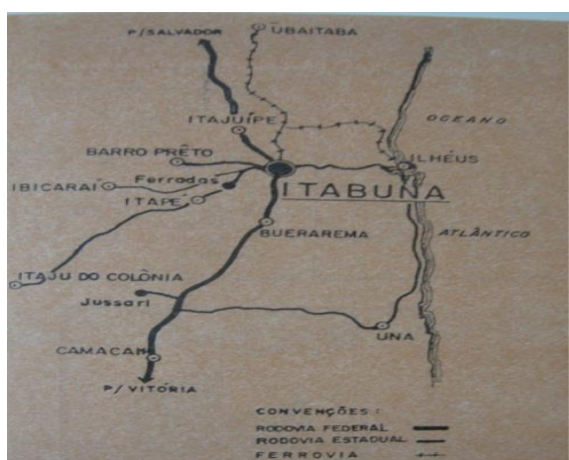 P/SALVADOR
UBAITABA
ITAJUÍPE
OCEANO
BARRO PRÊTO
ILHÉUS
Ferradas
IBICARAÍ
ITABUNA
ITAPÉ
BUERAREMA
ATLÂNTICO
ITAJU DO COLÔNIA
Jussari
UNA
CAMACAN
P/VITÓRIA
CONVENÇÕES:
RODOVIA FEDERAL
RODOVIA ESTADUAL
FERROVIA